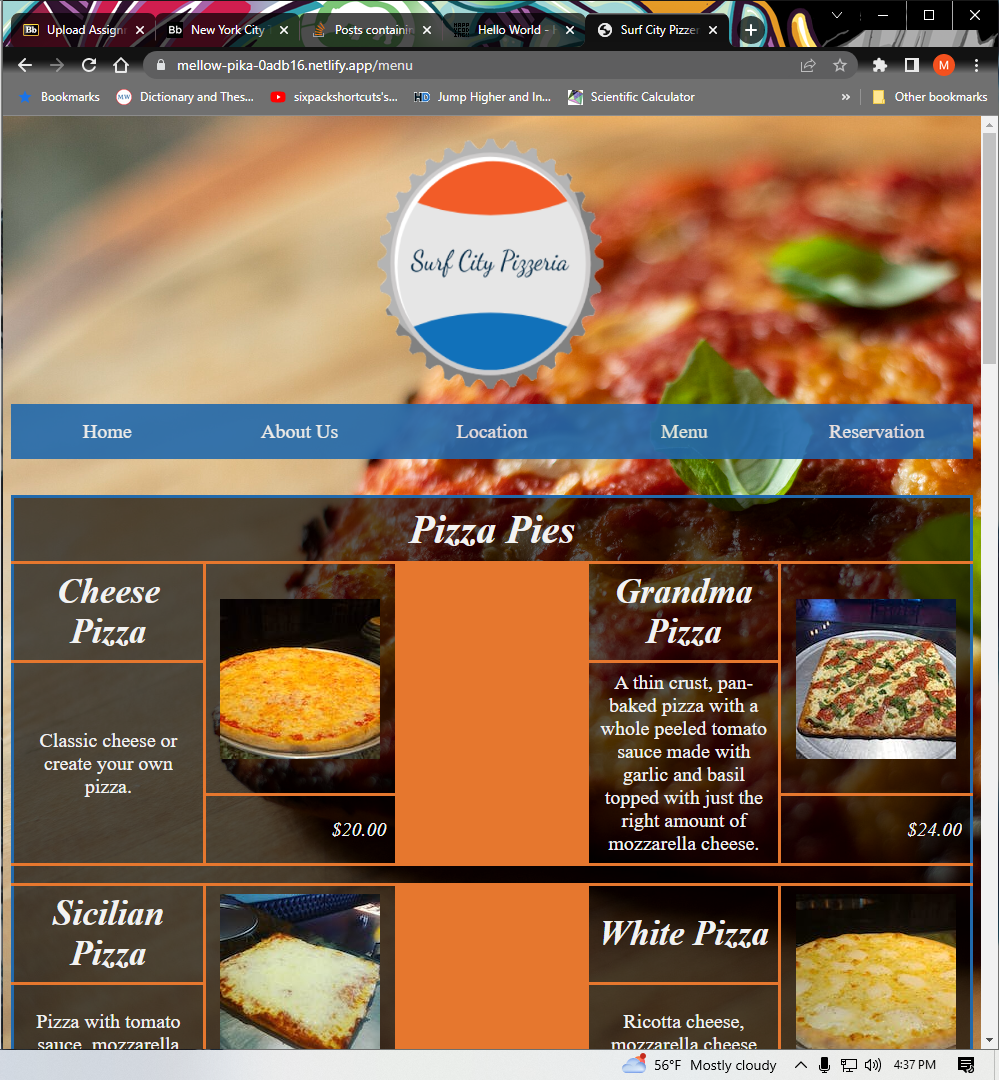 Upload Assign
New York City
Posts containi
Hello World -
Surf City Pizzer
mellow-pika-0adb16.netlify.app/menu
M
Bookmarks
Dictionary and Thes...
sixpackshortcuts's...
Jump Higher and In...
Scientific Calculator
»
Other bookmarks
Surf City Pizzeria
Home
About Us
Location
Menu
Reservation
Pizza Pies
Cheese
Pizza
Classic cheese or
create your own
pizza.
$20.00
Grandma
Pizza
A thin crust, pan-
baked pizza with a
whole peeled tomato
sauce made with
garlic and basil
topped with just the
right amount of
mozzarella cheese.
$24.00
Sicilian
Pizza
Pizza with tomato
sauce, mozzarella
White Pizza
Ricotta cheese,
mozzarella cheese
56°F Mostly cloudy
4:37 PM